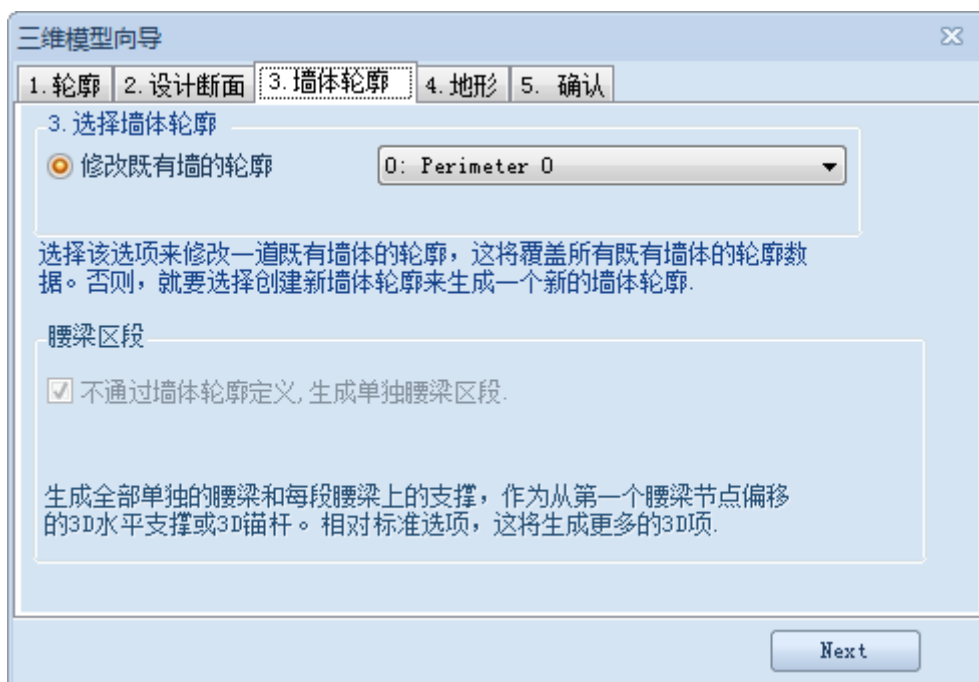 三维模型向导
1.轮廓 2.设计断面 3.墙体轮廓 4.地形 5. 确认
3.选择墙体轮廓
修改既有墙的轮廓 0: Perimeter 0
选择该选项来修改一道既有墙体的轮廓，这将覆盖所有既有墙体的轮廓数
据。否则，就要选择创建新墙体轮廓来生成一个新的墙体轮廓.
腰梁区段
不通过墙体轮廓定义,生成单独腰梁区段.
生成全部单独的腰梁和每段腰梁上的支撑，作为从第一个腰梁节点偏移
的3D水平支撑或3D锚杆。相对标准选项，这将生成更多的3D项.
Next